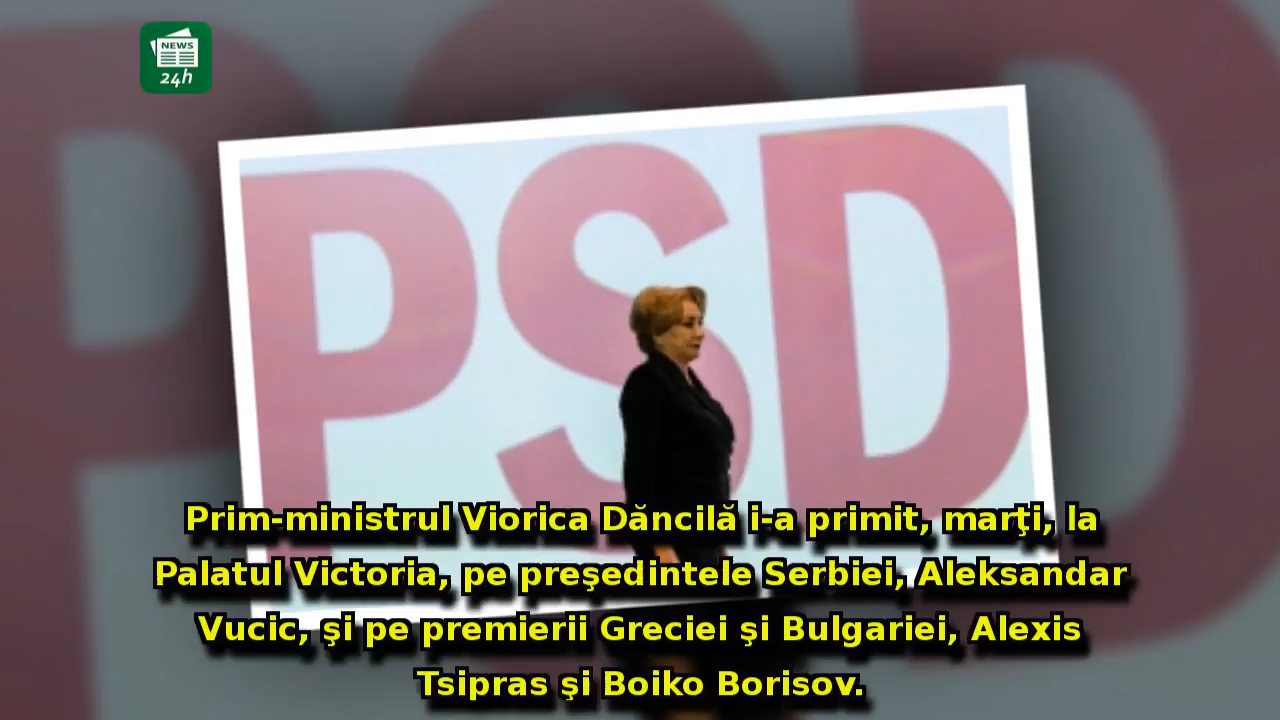 NEWS
24h
PSD
Prim-ministrul Viorica Dăncilă i-a primit, marţi, la
Palatul Victoria, pe preşedintele Serbiei, Aleksandar
Vucic, şi pe premierii Greciei şi Bulgariei, Alexis
Tsipras şi Boiko Borisov.